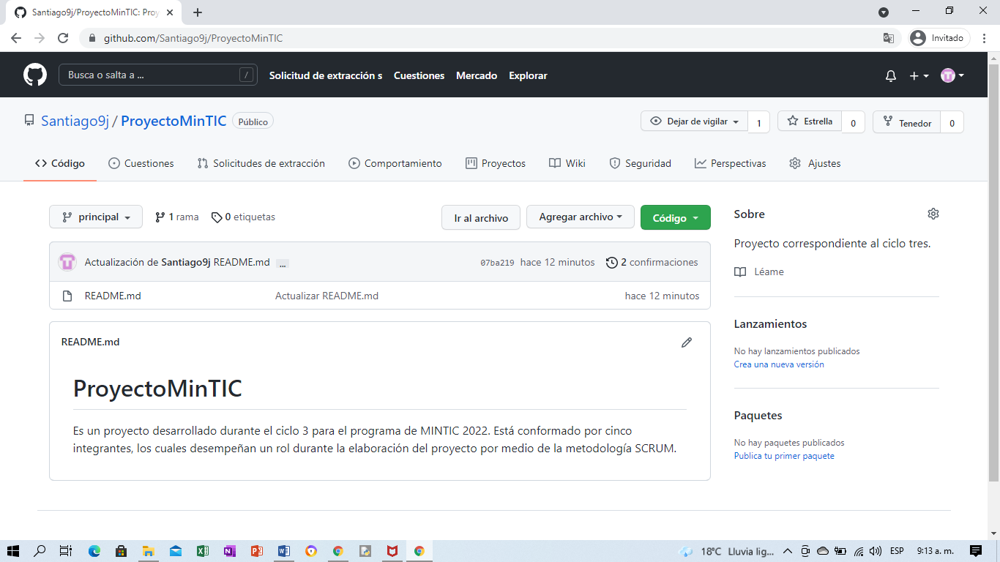 Santiago9j/ProyectoMinTIC: Proy
github.com/Santiago9j/ProyectoMinTIC
Invitado
Busca o salta a ... /
Solicitud de extracción s Cuestiones Mercado Explorar
Santiago9j / ProyectoMinTIC Público
Dejar de vigilar 1 Estrella 0 Tenedor 0
Código Cuestiones Solicitudes de extracción Comportamiento Proyectos Wiki Seguridad Perspectivas Ajustes
principal 1 rama 0 etiquetas Ir al archivo Agregar archivo Código
Actualización de Santiago9j README.md ... 07ba219 hace 12 minutos 2 confirmaciones
README.md Actualizar README.md hace 12 minutos
README.md
ProyectoMinTIC
Es un proyecto desarrollado durante el ciclo 3 para el programa de MINTIC 2022. Está conformado por cinco
integrantes, los cuales desempeñan un rol durante la elaboración del proyecto por medio de la metodología SCRUM.
Sobre
Proyecto correspondiente al ciclo tres.
Léame
Lanzamientos
No hay lanzamientos publicados
Crea una nueva versión
Paquetes
No hay paquetes publicados
Publica tu primer paquete
18°C Lluvia lig... ESP 9:13 a. m.